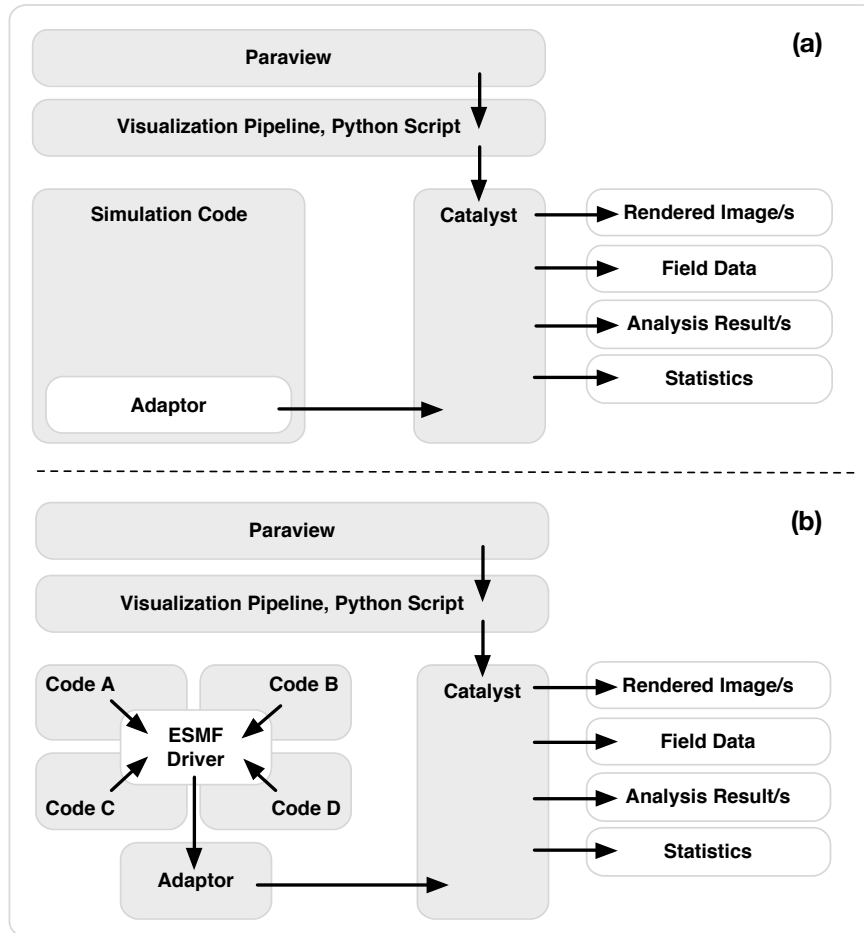 (a)
Paraview
Visualization Pipeline, Python Script
Simulation Code
Catalyst
Rendered Image/s
Field Data
Analysis Result/s
Statistics
Adaptor
(b)
Paraview
Visualization Pipeline, Python Script
Code A
Code B
ESMF
Driver
Code C
Code D
Adaptor
Catalyst
Rendered Image/s
Field Data
Analysis Result/s
Statistics